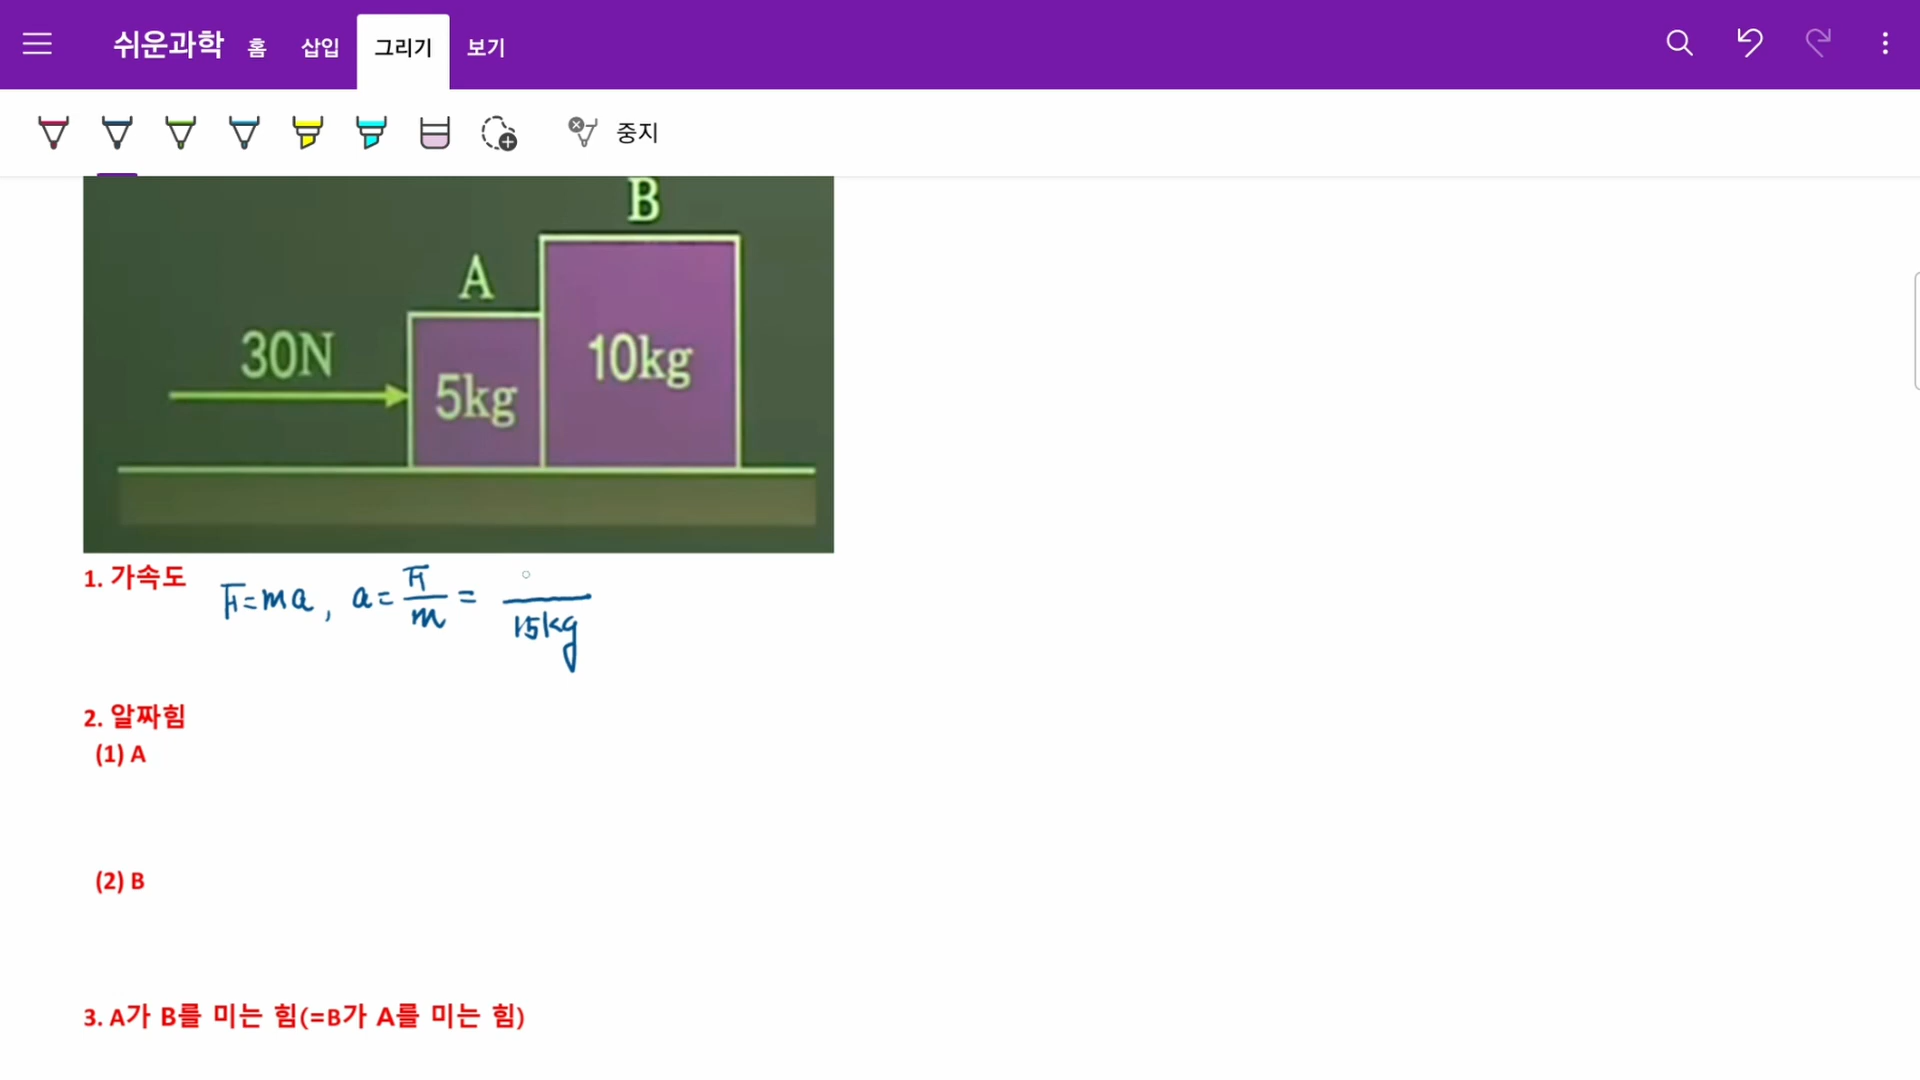 쉬운과학 홈 삽입 그리기 보기
중지
B
A
30N
10kg
5kg
1. 가속도 F=ma, a=F/m= /15kg
2. 알짜힘
(1) A
(2) B
3. A가 B를 미는 힘(=B가 A를 미는 힘)